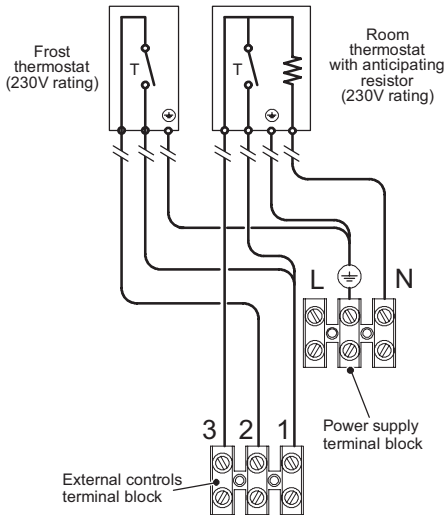 Frost
thermostat
(230V rating)
T
T
Room
thermostat
with anticipating
resistor
(230V rating)
L
N
Power supply
terminal block
3
2
1
External controls
terminal block